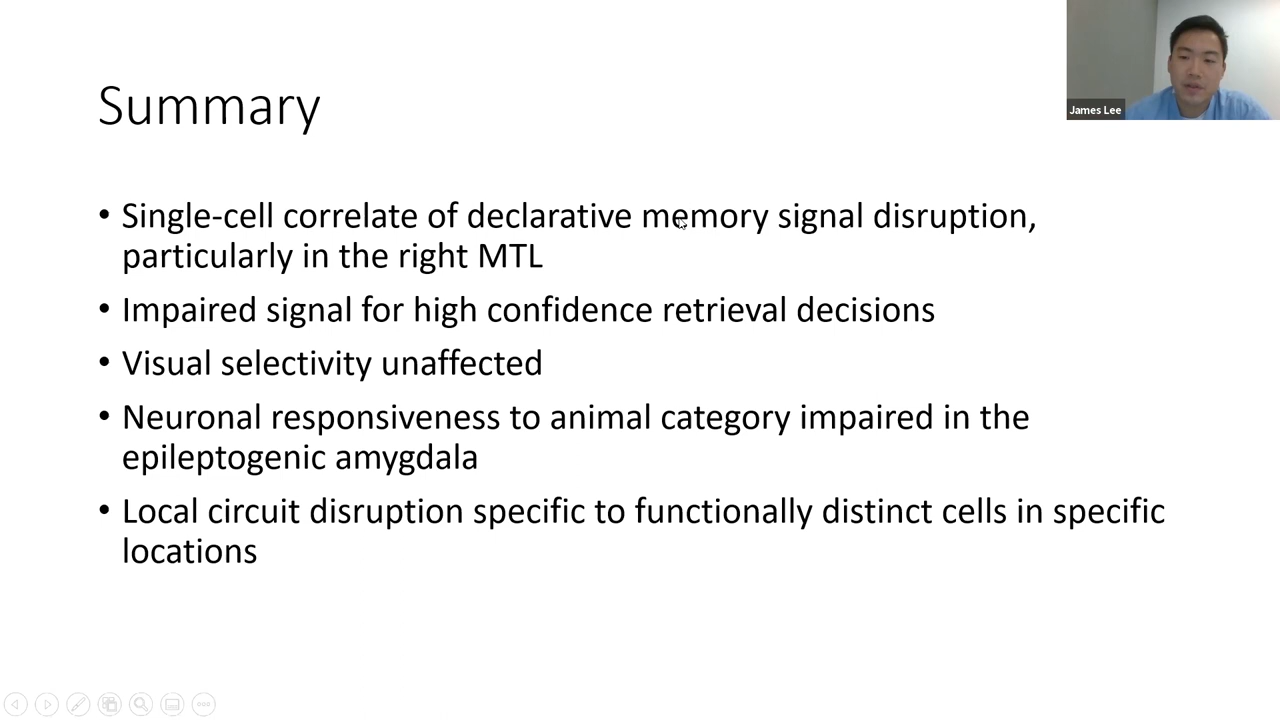 James Lee
Summary
• Single-cell correlate of declarative memory signal disruption,
particularly in the right MTL
• Impaired signal for high confidence retrieval decisions
• Visual selectivity unaffected
• Neuronal responsiveness to animal category impaired in the
epileptogenic amygdala
• Local circuit disruption specific to functionally distinct cells in specific
locations